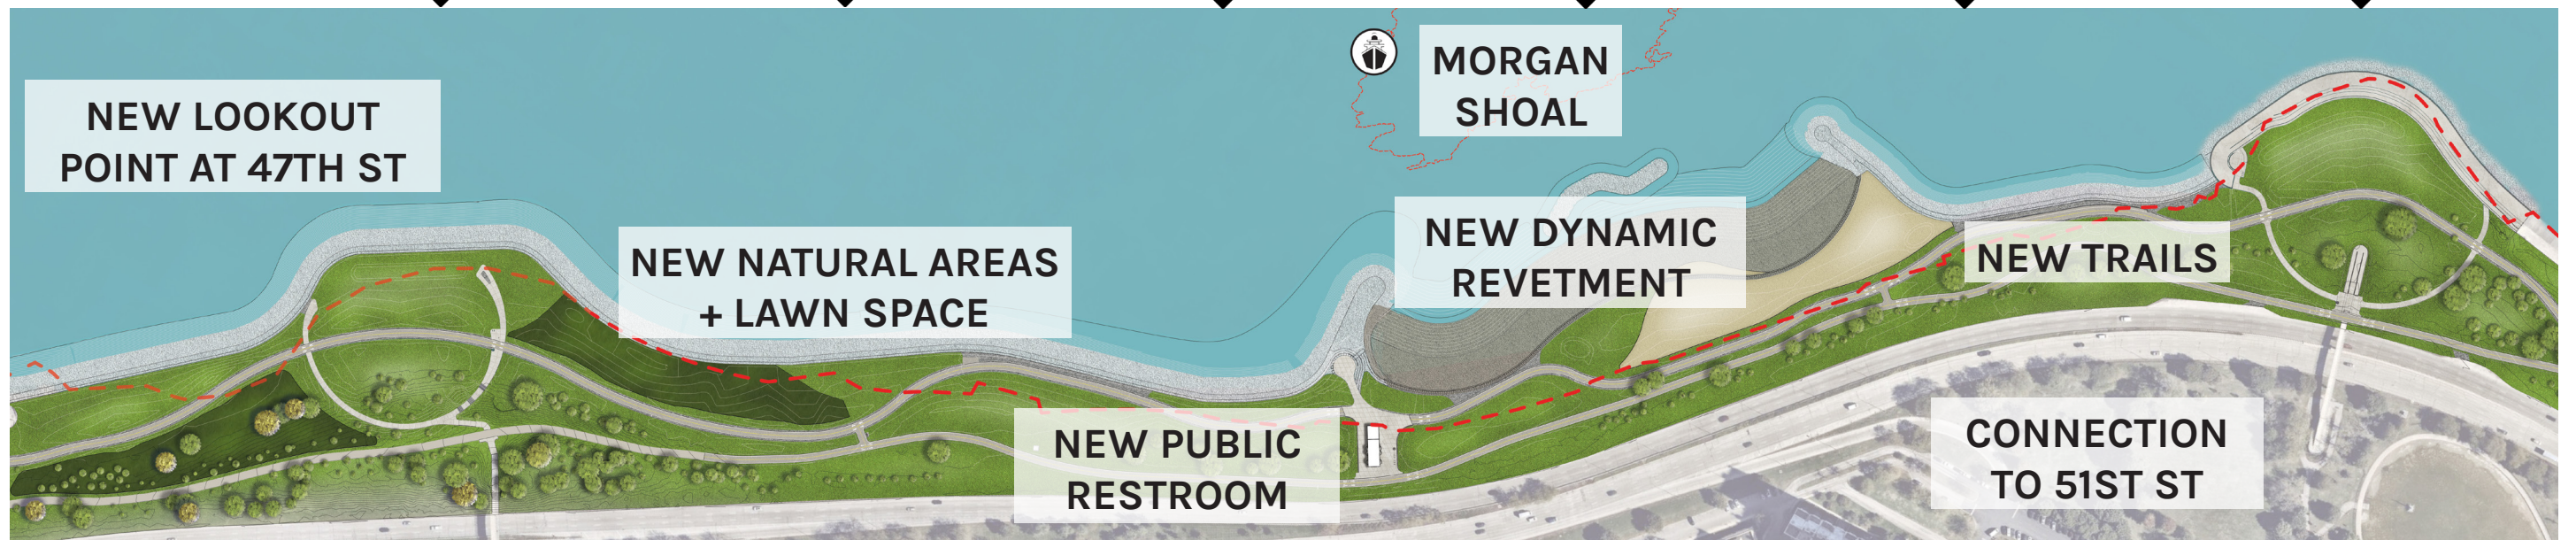 NEW LOOKOUT
POINT AT 47TH ST
NEW NATURAL AREAS
+ LAWN SPACE
NEW PUBLIC
RESTROOM
MORGAN
SHOAL
NEW DYNAMIC
REVETMENT
NEW TRAILS
CONNECTION
TO 51ST ST